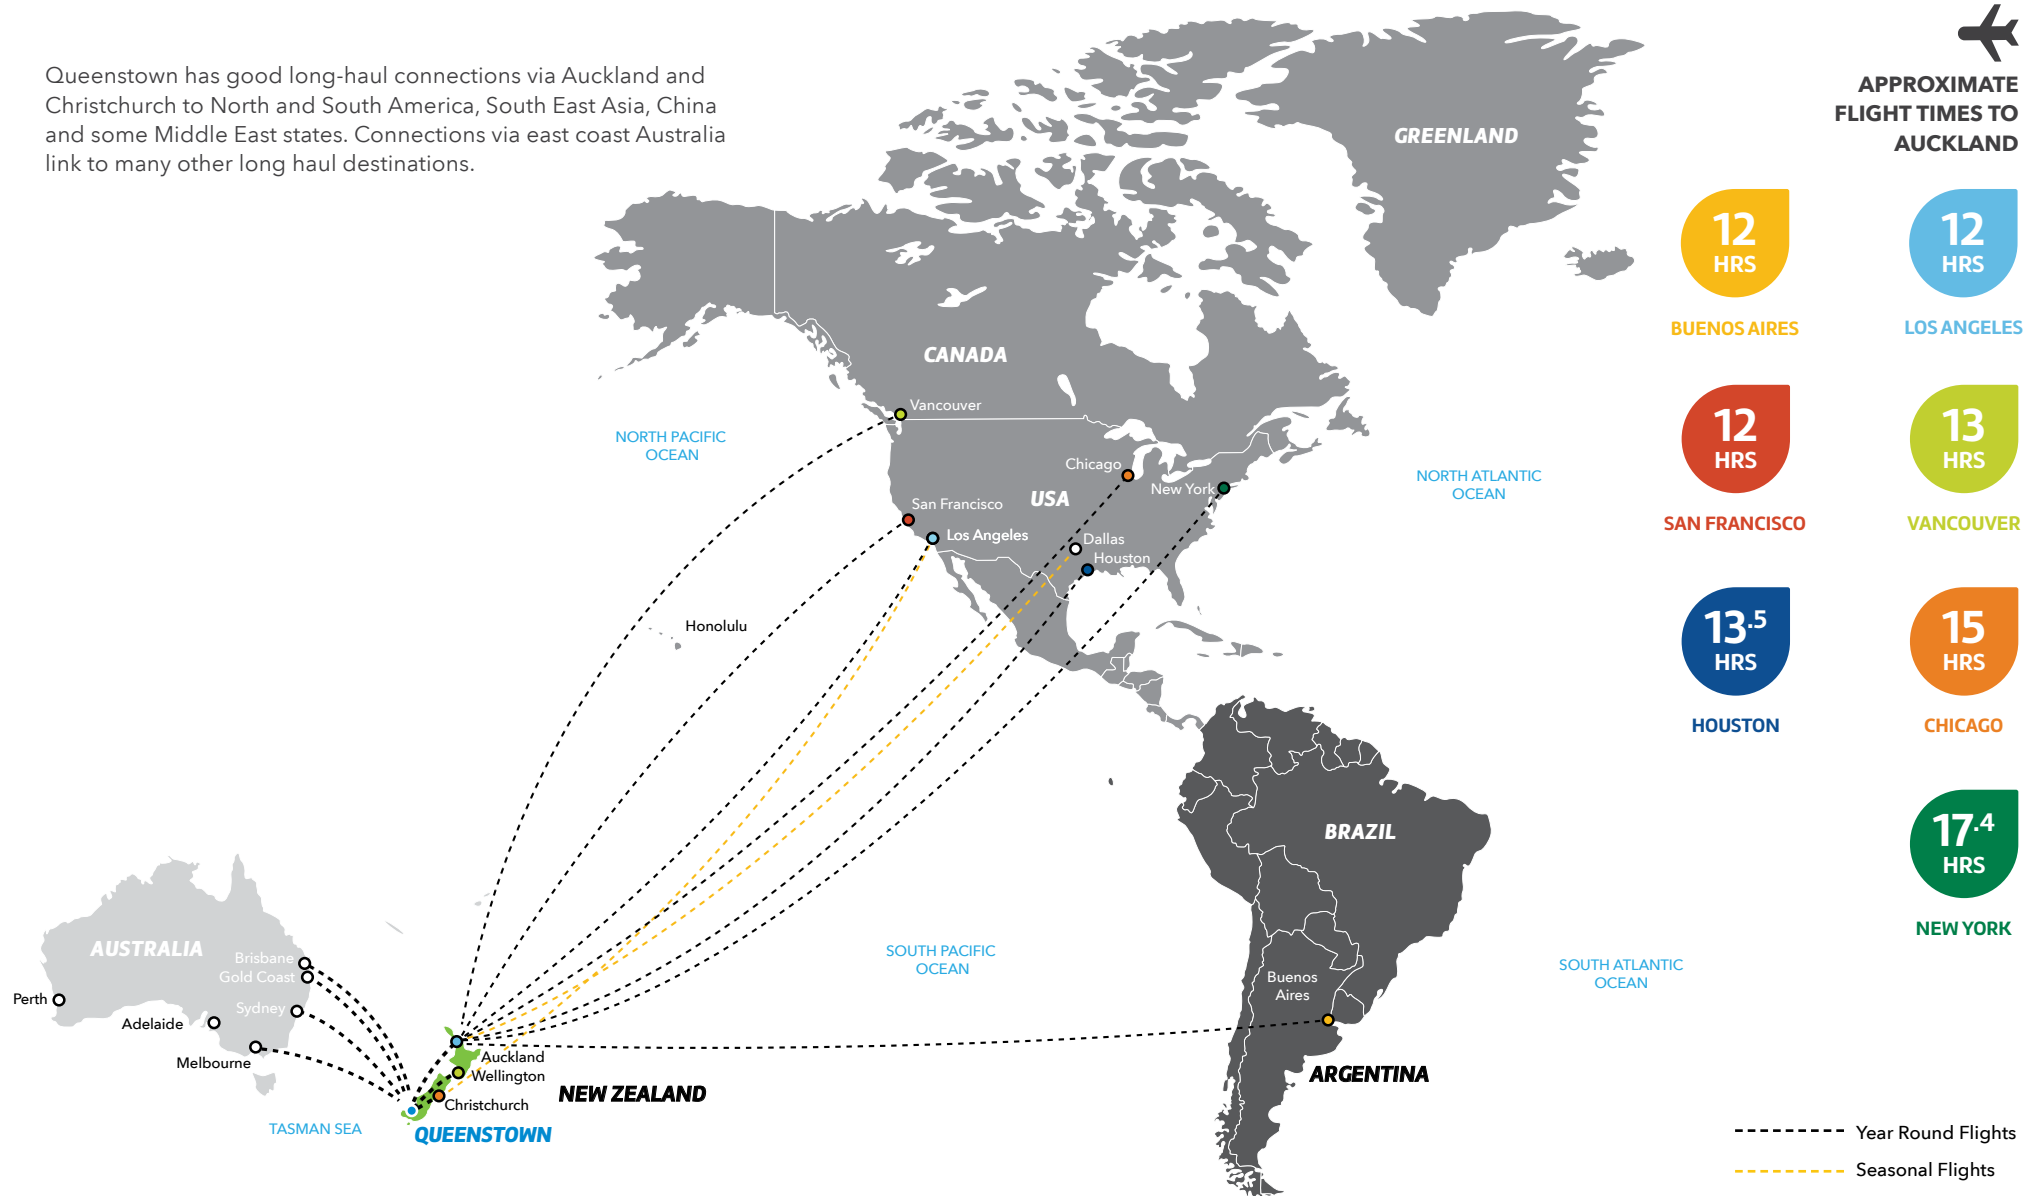 Queenstown has good long-haul connections via Auckland and
Christchurch to North and South America, South East Asia, China
and some Middle East states. Connections via east coast Australia
link to many other long haul destinations.
APPROXIMATE
FLIGHT TIMES TO
AUCKLAND
12
HRS
BUENOS AIRES
12
HRS
LOS ANGELES
12
HRS
SAN FRANCISCO
13
HRS
VANCOUVER
13.5
HRS
HOUSTON
15
HRS
CHICAGO
17.4
HRS
NEW YORK
GREENLAND
CANADA
Vancouver
NORTH PACIFIC
OCEAN
Chicago
New York
USA
San Francisco
Los Angeles
Dallas
Houston
NORTH ATLANTIC
OCEAN
Honolulu
BRAZIL
AUSTRALIA
Brisbane
Gold Coast
Sydney
Perth
Adelaide
Melbourne
SOUTH PACIFIC
OCEAN
SOUTH ATLANTIC
OCEAN
Buenos
Aires
ARGENTINA
Auckland
Wellington
Christchurch
NEW ZEALAND
TASMAN SEA
QUEENSTOWN
Year Round Flights
Seasonal Flights